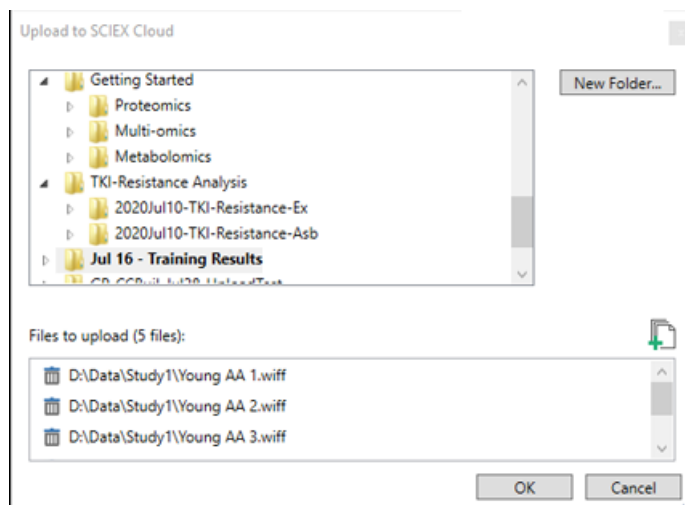 Upload to SCIEX Cloud
Getting Started
New Folder...
Proteomics
Multi-omics
Metabolomics
TKI-Resistance Analysis
2020Jul10-TKI-Resistance-Ex
2020Jul10-TKI-Resistance-Asb
Jul 16 - Training Results
Files to upload (5 files):
D:\Data\Study1\Young AA 1.wiff
D:\Data\Study1\Young AA 2.wiff
D:\Data\Study1\Young AA 3.wiff
OK
Cancel